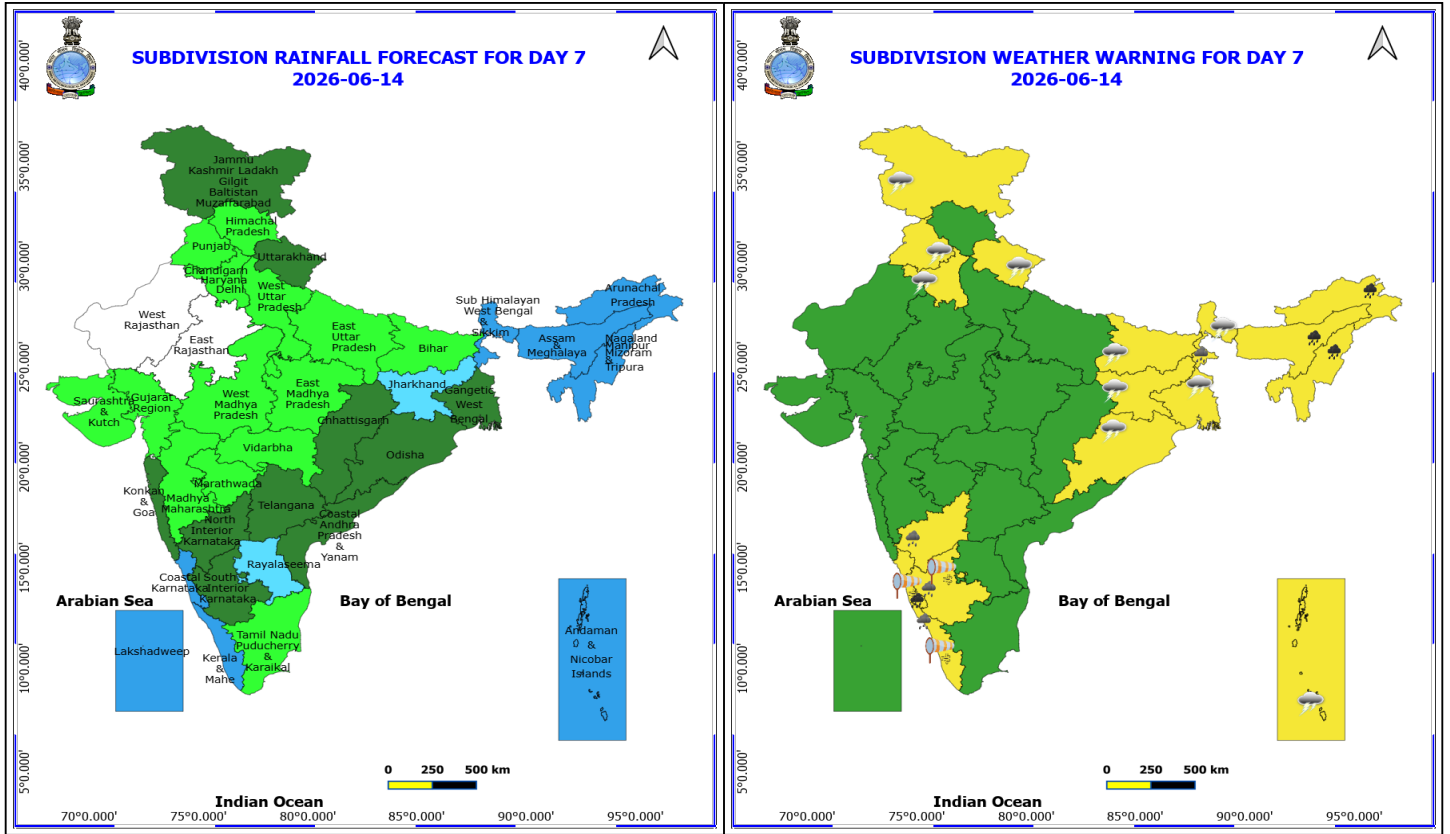 SUBDIVISION RAINFALL FORECAST FOR DAY 7
2026-06-14
40°0.000'
35°0.000'
30°0.000'
25°0.000'
20°0.000'
15°0.000'
10°0.000'
5°0.000'
Jammu
Kashmir Ladakh
Gilgit
Baltistan
Muzaffarabad
Himachal
Pradesh
Punjab
Uttarakhand
Chandigarh
Haryana
Delhi
West
Uttar
Pradesh
West
Rajasthan
East
Rajasthan
East
Uttar
Pradesh
Bihar
Sub Himalayan
West Bengal
&
Sikkim
Arunachal
Pradesh
Assam
&
Meghalaya
Nagaland
Manipur
Mizoram
&
Tripura
Jharkhand
Gangetic
West
Bengal
Saurashtra
&
Kutch
Gujarat
Region
West
Madhya
Pradesh
East
Madhya
Pradesh
Chhattisgarh
Odisha
Vidarbha
Marathwada
Madhya
Maharashtra
Konkan
&
Goa
Telangana
North
Interior
Karnataka
Coastal
Andhra
Pradesh
&
Yanam
Rayalaseema
Coastal
Karnataka
South
Interior
Karnataka
Arabian Sea
Bay of Bengal
Lakshadweep
Kerala
&
Mahe
Tamil Nadu
Puducherry
&
Karaikal
Andaman
&
Nicobar
Islands
0 250 500 km
Indian Ocean
70°0.000' 75°0.000' 80°0.000' 85°0.000' 90°0.000' 95°0.000'
SUBDIVISION WEATHER WARNING FOR DAY 7
2026-06-14
40°0.000'
35°0.000'
30°0.000'
25°0.000'
20°0.000'
15°0.000'
10°0.000'
5°0.000'
Arabian Sea
Bay of Bengal
0 250 500 km
Indian Ocean
70°0.000' 75°0.000' 80°0.000' 85°0.000' 90°0.000' 95°0.000'